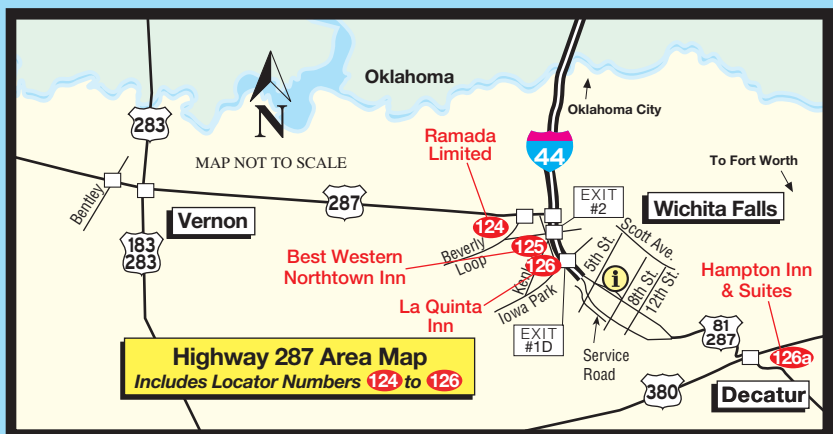 Oklahoma
Oklahoma City
N
MAP NOT TO SCALE
283
44
To Fort Worth
Ramada
Limited
Bentley
Vernon
287
124
EXIT
#2
Wichita Falls
183
283
Beverly
Loop
125
Scott Ave.
5th St.
8th St.
12th St.
i
Best Western
Northtown Inn
126
Kenl
Iowa Park
La Quinta
Inn
Hampton Inn
& Suites
EXIT
#1D
Service
Road
81
287
126a
380
Decatur
Highway 287 Area Map
Includes Locator Numbers 124 to 126